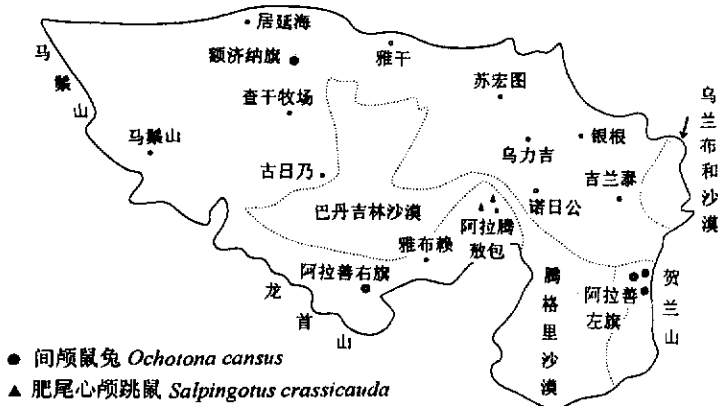 居延海
额济纳旗
雅干
马鬃山
查干牧场
苏宏图
乌兰布和沙漠
马鬃山
乌力吉
银根
古日乃
吉兰泰
巴丹吉林沙漠
诺日公
阿拉腾
敖包
雅布赖
阿拉善右旗
龙首山
腾格里沙漠
阿拉善
左旗
贺兰山
● 间颅鼠兔 Ochotona cansus
▲ 肥尾心颅跳鼠 Salpingotus crassicauda